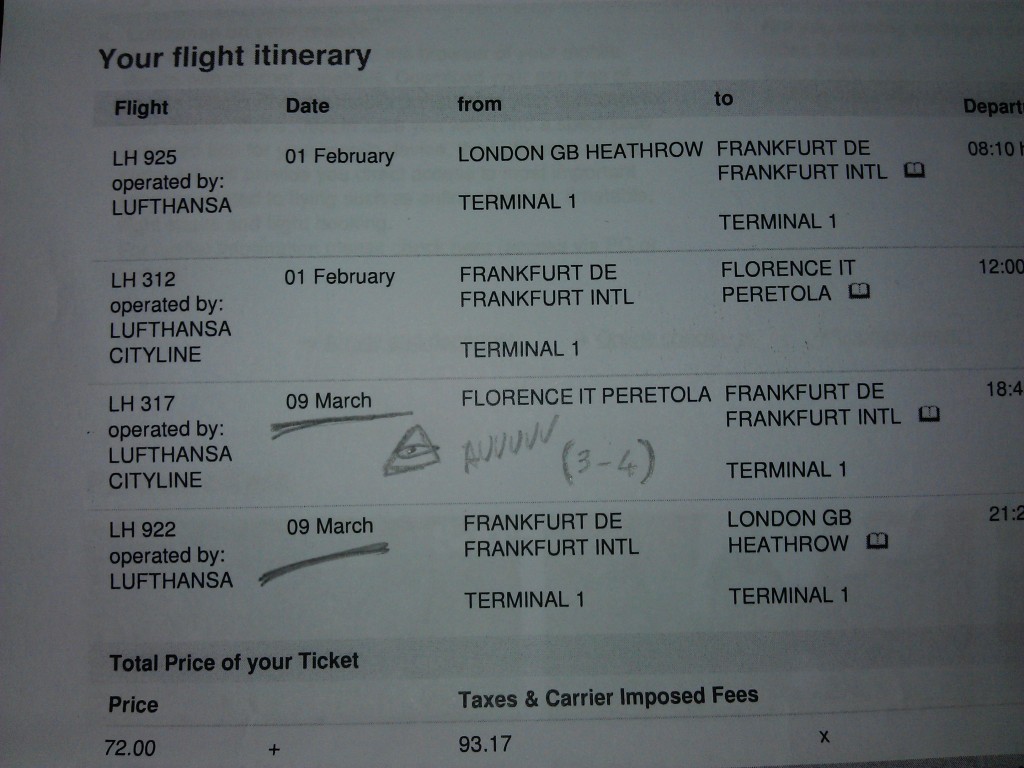 Your flight itinerary
Flight Date from to Depart
LH 925 01 February LONDON GB HEATHROW FRANKFURT DE 08:10
operated by: FRANKFURT INTL
LUFTHANSA TERMINAL 1
TERMINAL 1
LH 312 01 February FRANKFURT DE FLORENCE IT 12:00
operated by: FRANKFURT INTL PERETOLA
LUFTHANSA
CITYLINE TERMINAL 1
LH 317 09 March FLORENCE IT PERETOLA FRANKFURT DE 18:4
operated by: FRANKFURT INTL
LUFTHANSA (3-4)
CITYLINE TERMINAL 1
LH 922 09 March FRANKFURT DE LONDON GB 21:2
operated by: FRANKFURT INTL HEATHROW
LUFTHANSA
TERMINAL 1 TERMINAL 1
Total Price of your Ticket
Price Taxes & Carrier Imposed Fees
72.00 + 93.17 x